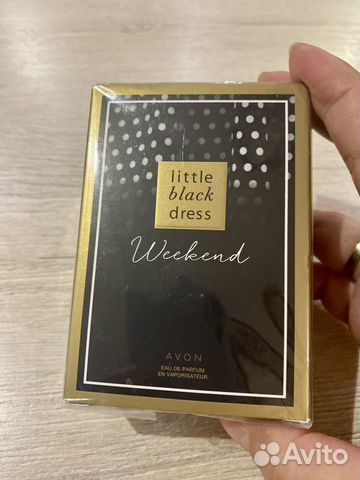 little
black
dress
Weekend
AVON
EAU DE PARFUM
EN VAPORISATEUR
Avito